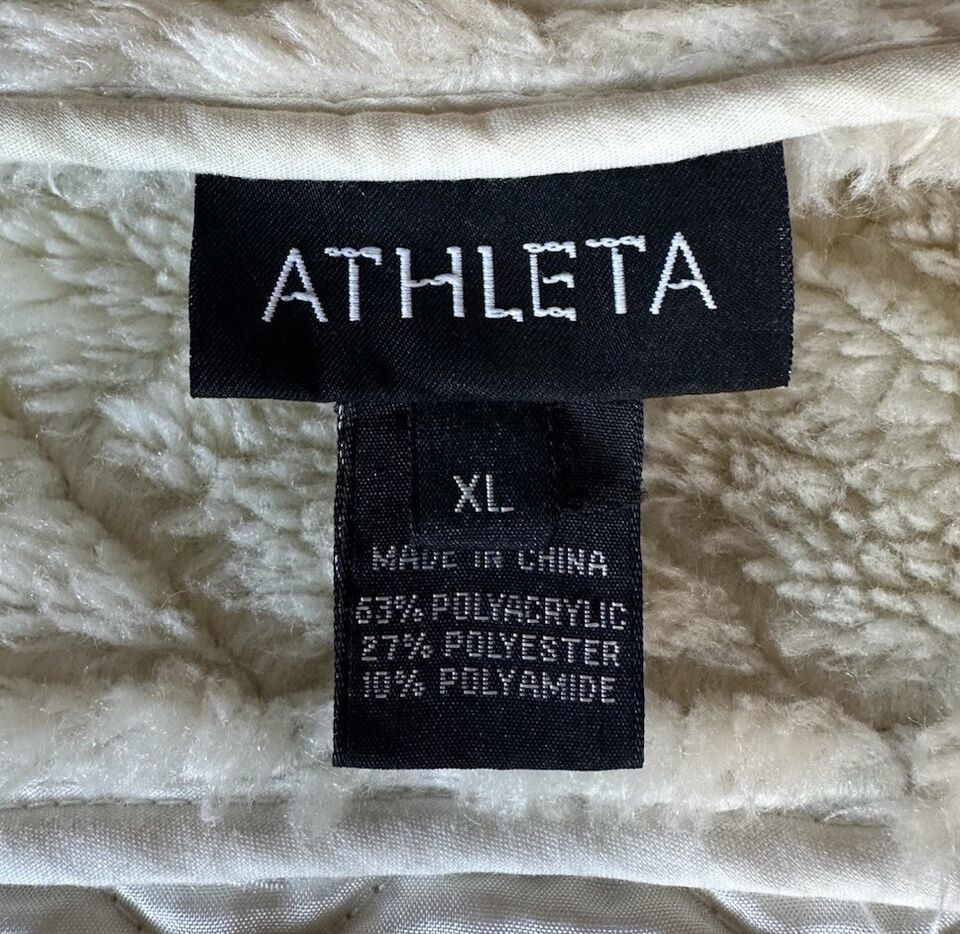 ATHLETA
XL
MADE IN CHINA
63% POLYACRYLIC
27% POLYESTER
10% POLYAMIDE